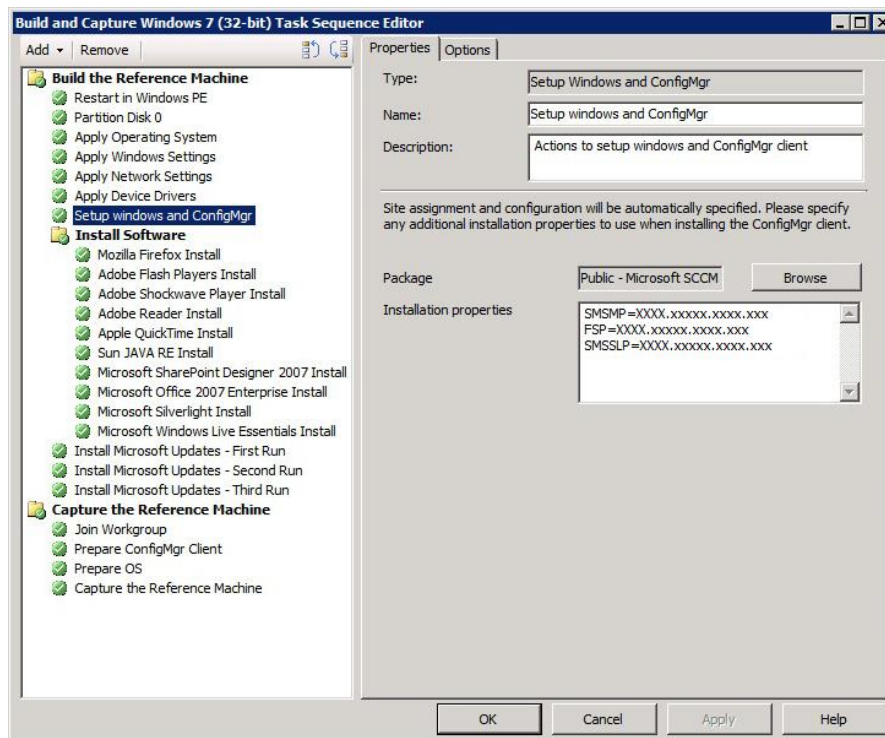 Build and Capture Windows 7 (32-bit) Task Sequence Editor
Add
Remove
Build the Reference Machine
Restart in Windows PE
Partition Disk 0
Apply Operating System
Apply Windows Settings
Apply Network Settings
Apply Device Drivers
Setup windows and ConfigMgr
Install Software
Mozilla Firefox Install
Adobe Flash Players Install
Adobe Shockwave Player Install
Adobe Reader Install
Apple QuickTime Install
Sun JAVA RE Install
Microsoft SharePoint Designer 2007 Install
Microsoft Office 2007 Enterprise Install
Microsoft Silverlight Install
Microsoft Windows Live Essentials Install
Install Microsoft Updates - First Run
Install Microsoft Updates - Second Run
Install Microsoft Updates - Third Run
Capture the Reference Machine
Join Workgroup
Prepare ConfigMgr Client
Prepare OS
Capture the Reference Machine
Properties
Options
Type:
Setup Windows and ConfigMgr
Name:
Setup windows and ConfigMgr
Description:
Actions to setup windows and ConfigMgr client
Site assignment and configuration will be automatically specified. Please specify
any additional installation properties to use when installing the ConfigMgr client.
Package
Public - Microsoft SCCM
Browse
Installation properties
SMSMP=XXXX.xxxxx.xxxx.xxx
FSP=XXXX.xxxxx.xxxx.xxx
SMSSLP=XXXX.xxxxx.xxxx.xxx
OK
Cancel
Apply
Help